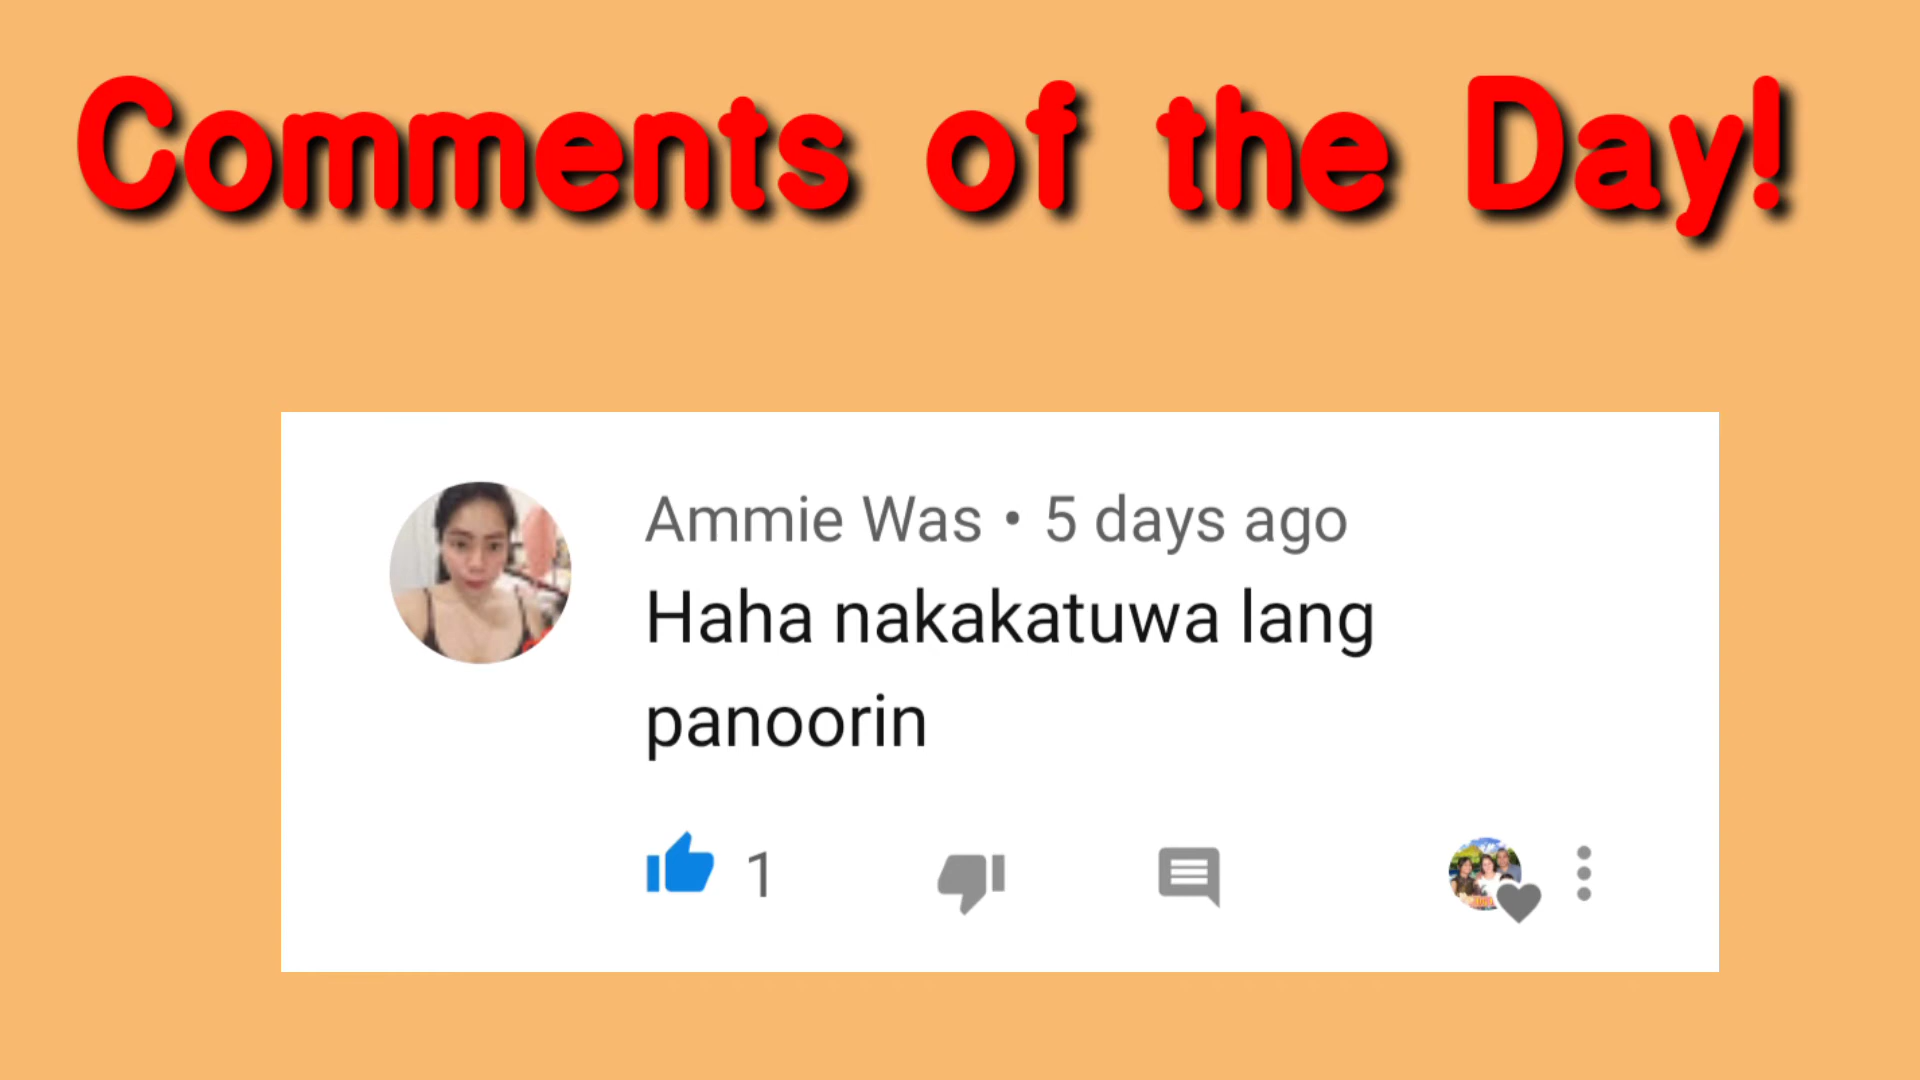 Comments of the Day!
Ammie Was • 5 days ago
Haha nakakatuwa lang
panoorin
1